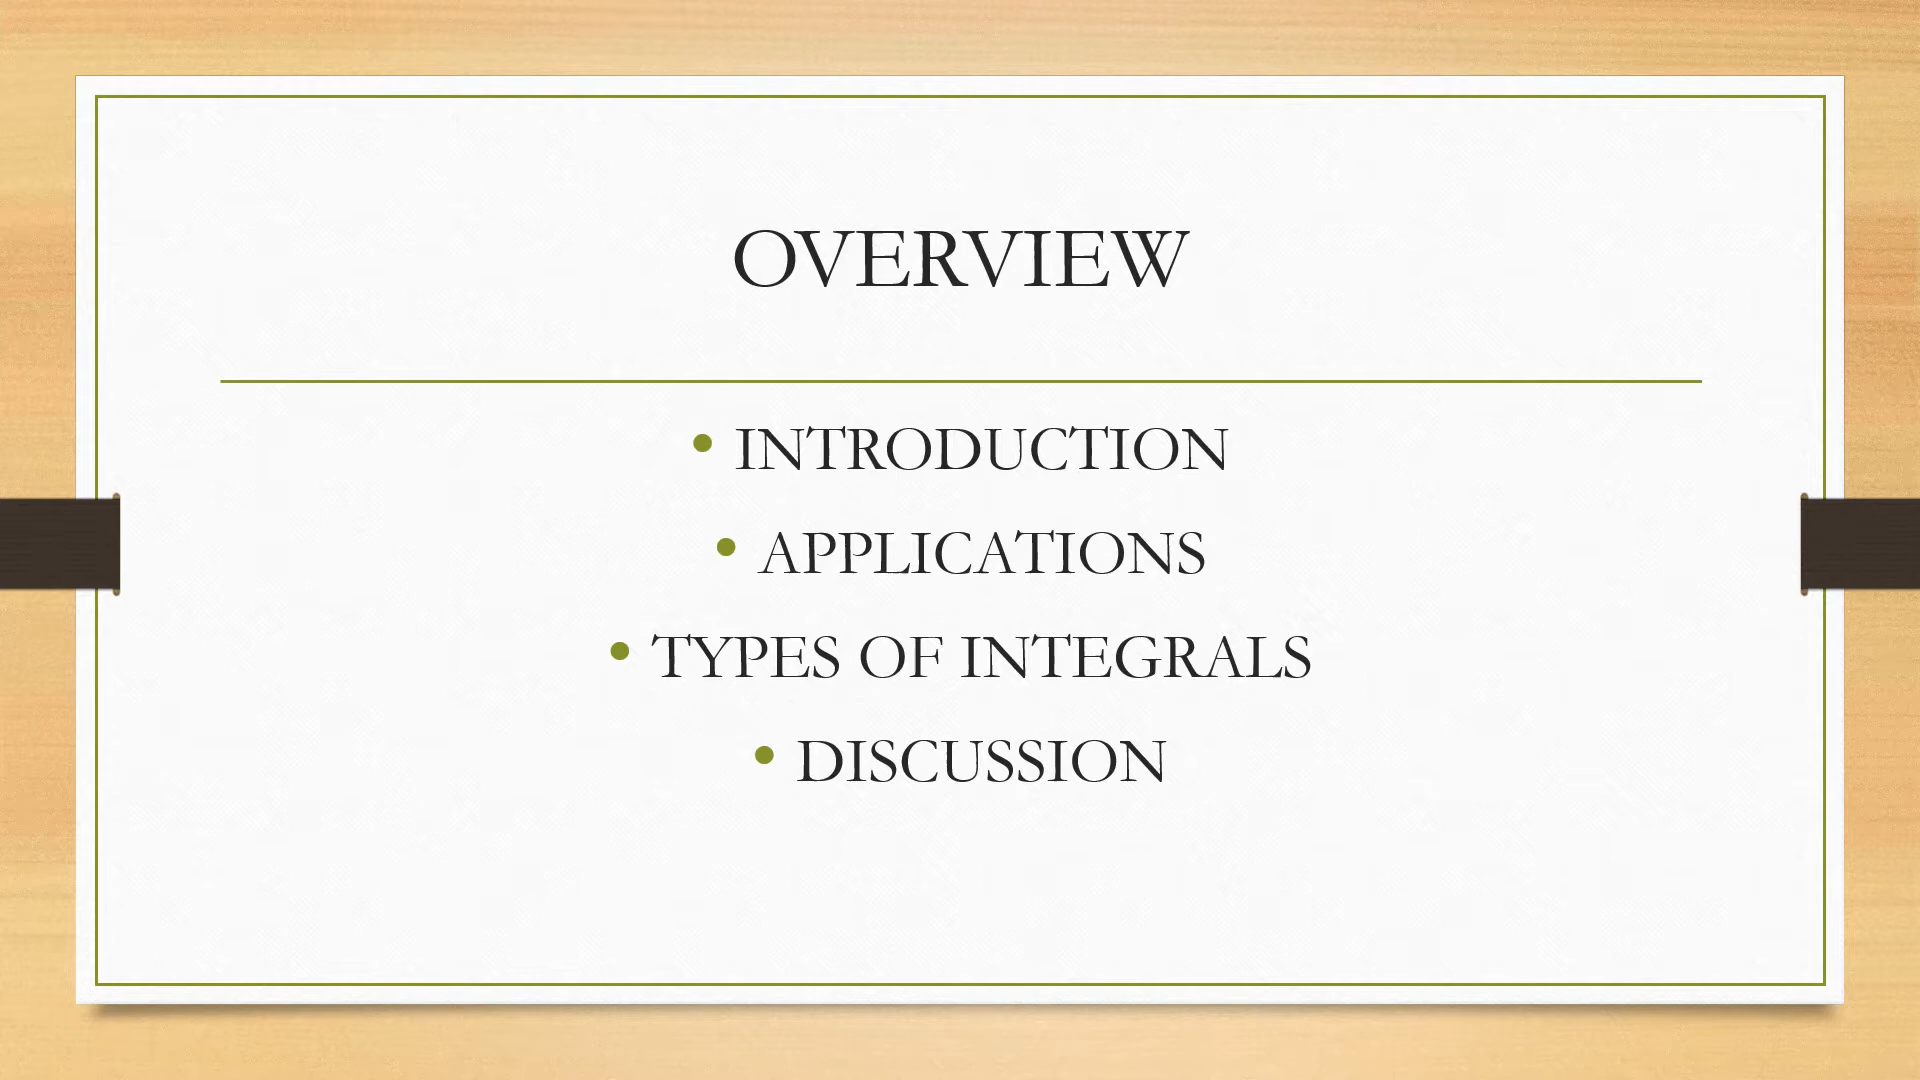 OVERVIEW
• INTRODUCTION
• APPLICATIONS
• TYPES OF INTEGRALS
• DISCUSSION